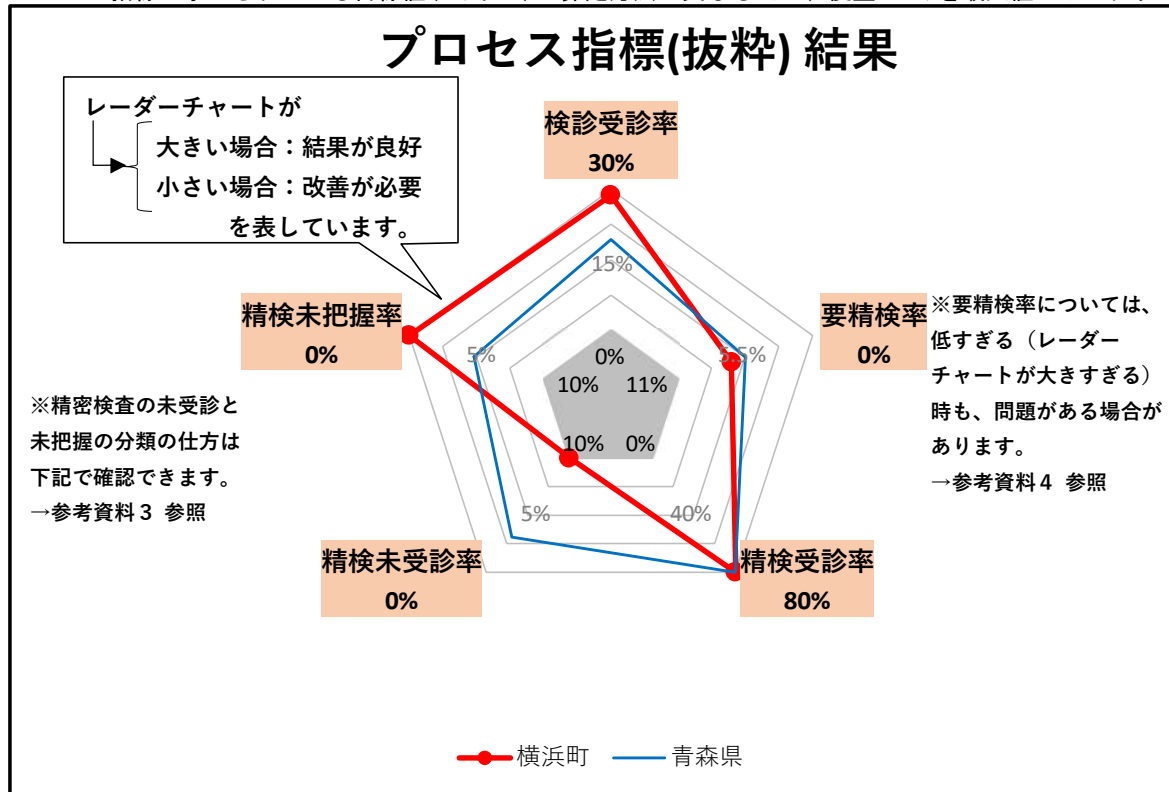 プロセス指標(抜粋) 結果
レーダーチャートが
大きい場合：結果が良好
小さい場合：改善が必要
を表しています。
検診受診率
30%
15%
精検未把握率
0%
5%
要精検率
0%
5.5%
※要精検率については、
低すぎる（レーダー
チャートが大きすぎる）
時も、問題がある場合が
あります。
→参考資料４ 参照
0%
10%
11%
10%
0%
※精密検査の未受診と
未把握の分類の仕方は
下記で確認できます。
→参考資料３ 参照
5%
40%
精検未受診率
0%
精検受診率
80%
横浜町
青森県